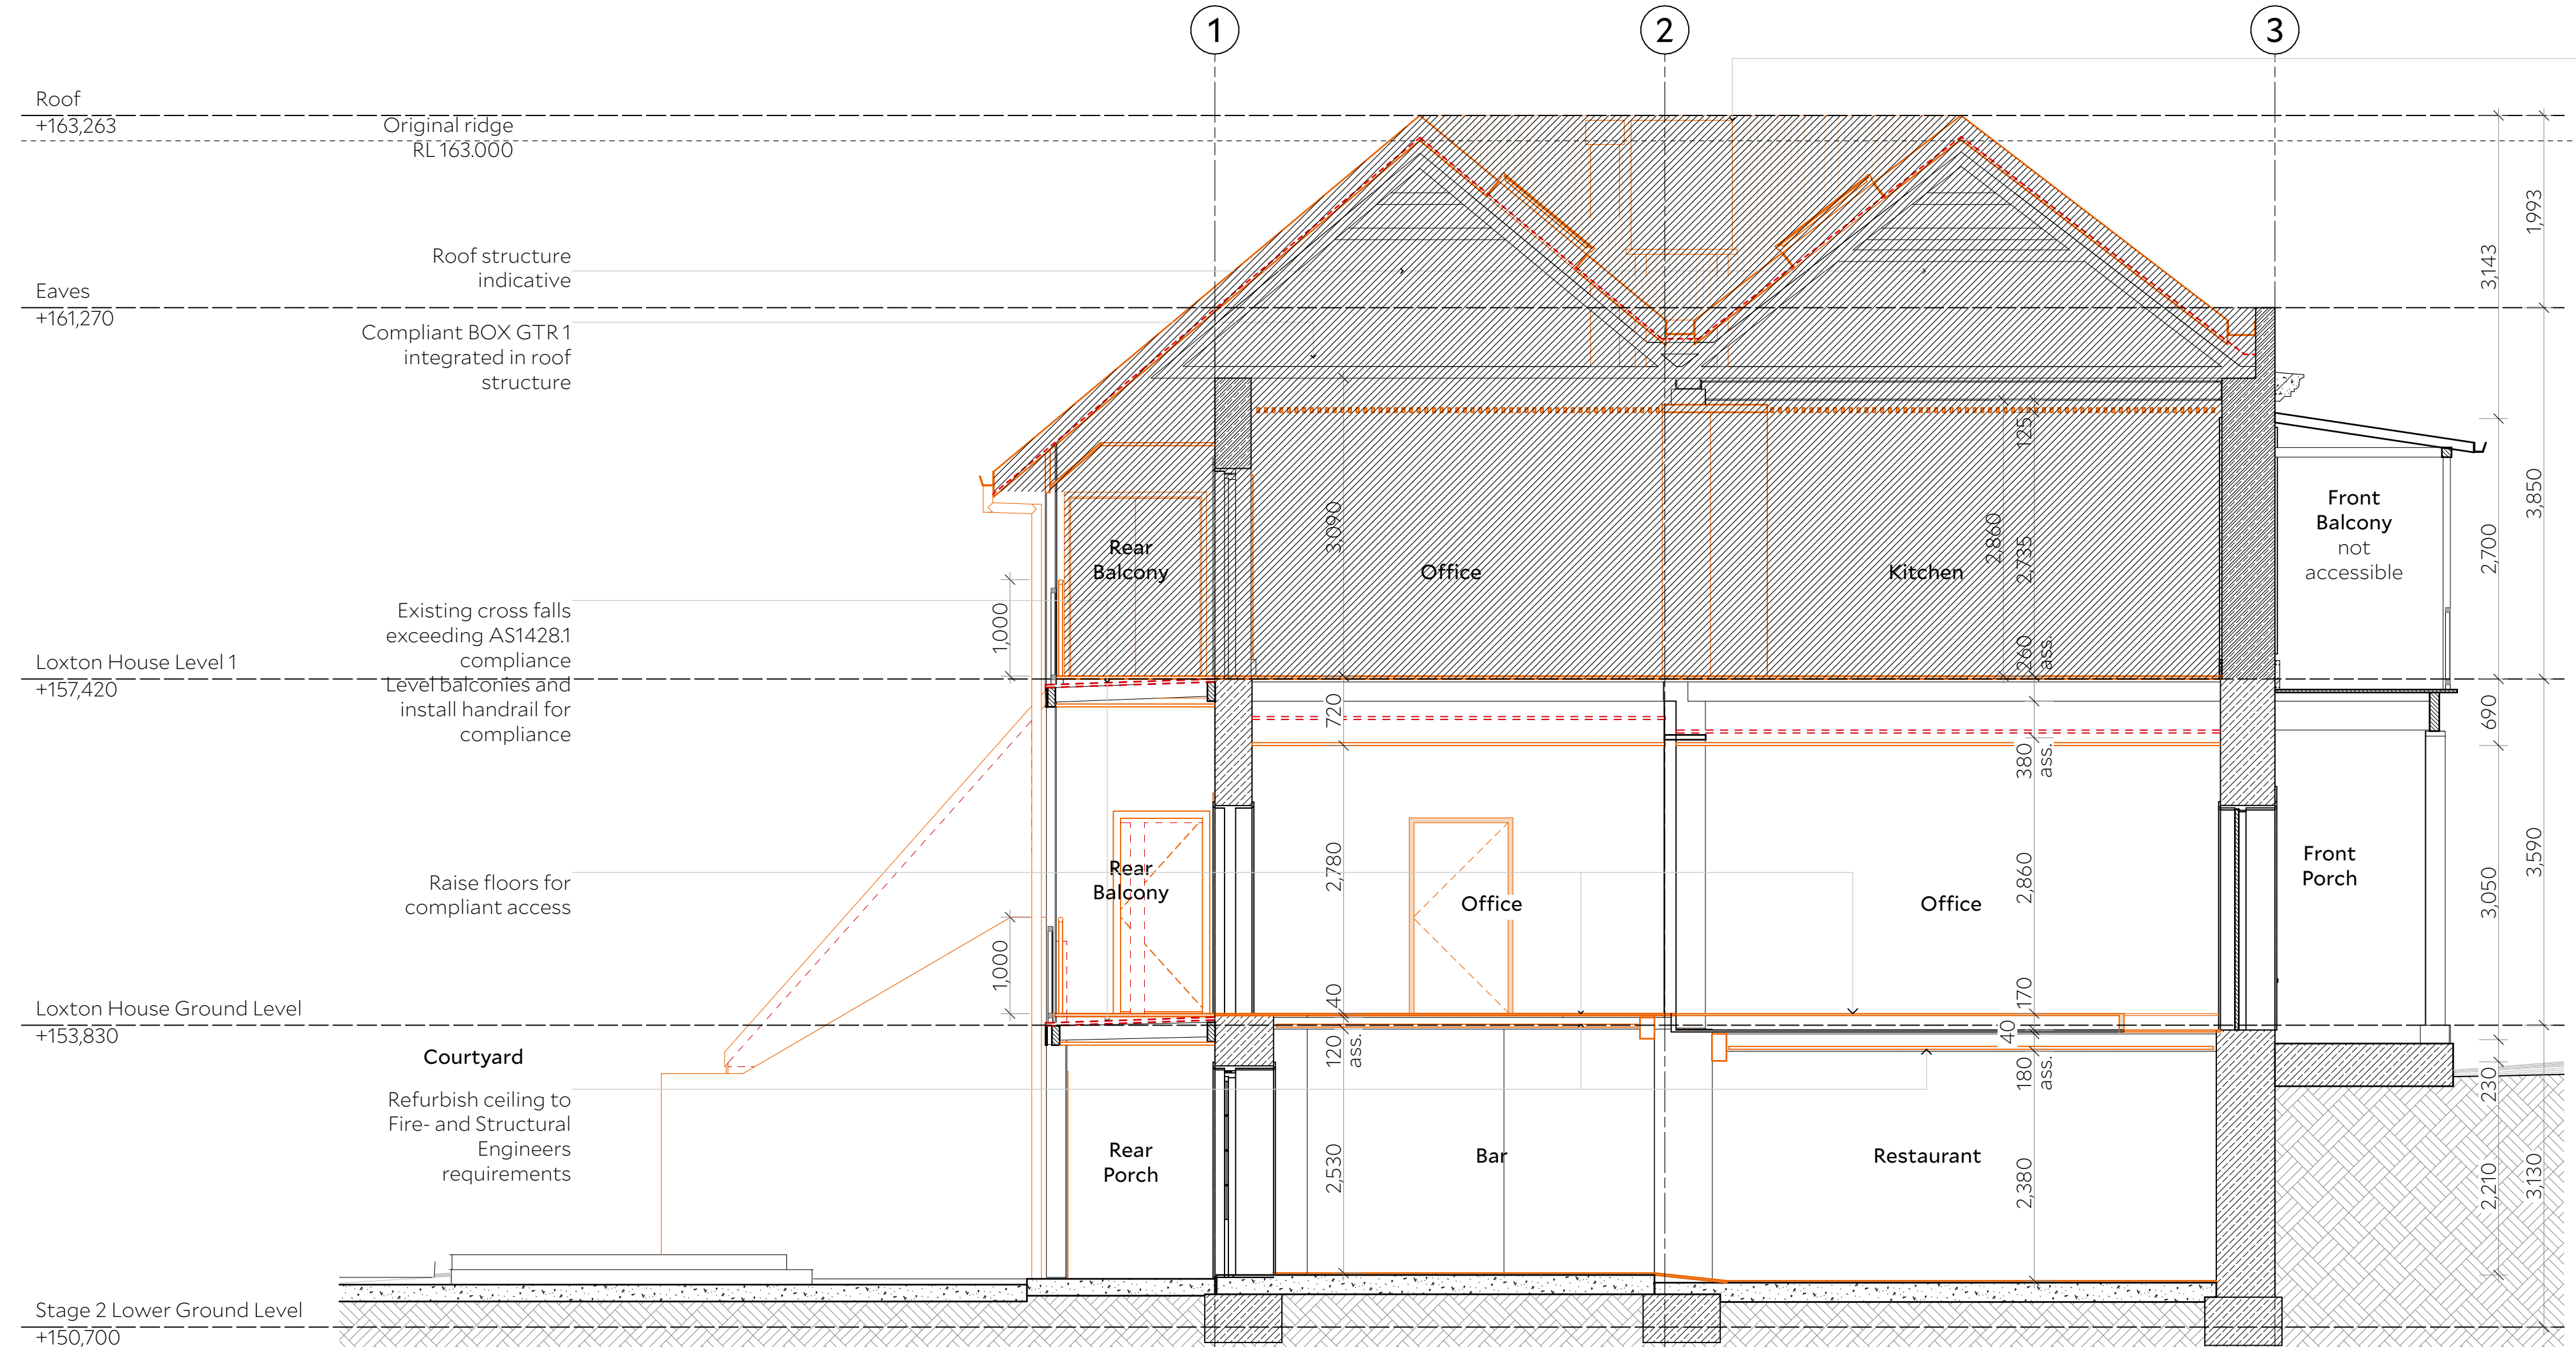 1
2
3
Roof
+163,263
Original ridge
RL 163.000
Roof structure
indicative
Eaves
+161,270
Compliant BOX GTR 1
integrated in roof
structure
Existing cross falls
exceeding AS1428.1
compliance
Level balconies and
install handrail for
compliance
Loxton House Level 1
+157,420
Raise floors for
compliant access
Loxton House Ground Level
+153,830
Courtyard
Refurbish ceiling to
Fire- and Structural
Engineers
requirements
Stage 2 Lower Ground Level
+150,700
1,000
1,000
Rear
Balcony
Office
Kitchen
Front
Balcony
not
accessible
Rear
Balcony
Office
Office
Front
Porch
Rear
Porch
Bar
Restaurant
3,090
720
2,780
40
120
ass.
2,530
2,860
125
2,735
260
ass.
380
ass.
2,860
170
40
180
ass.
2,380
3,143
2,700
690
3,050
230
2,210
1,993
3,850
3,590
3,130